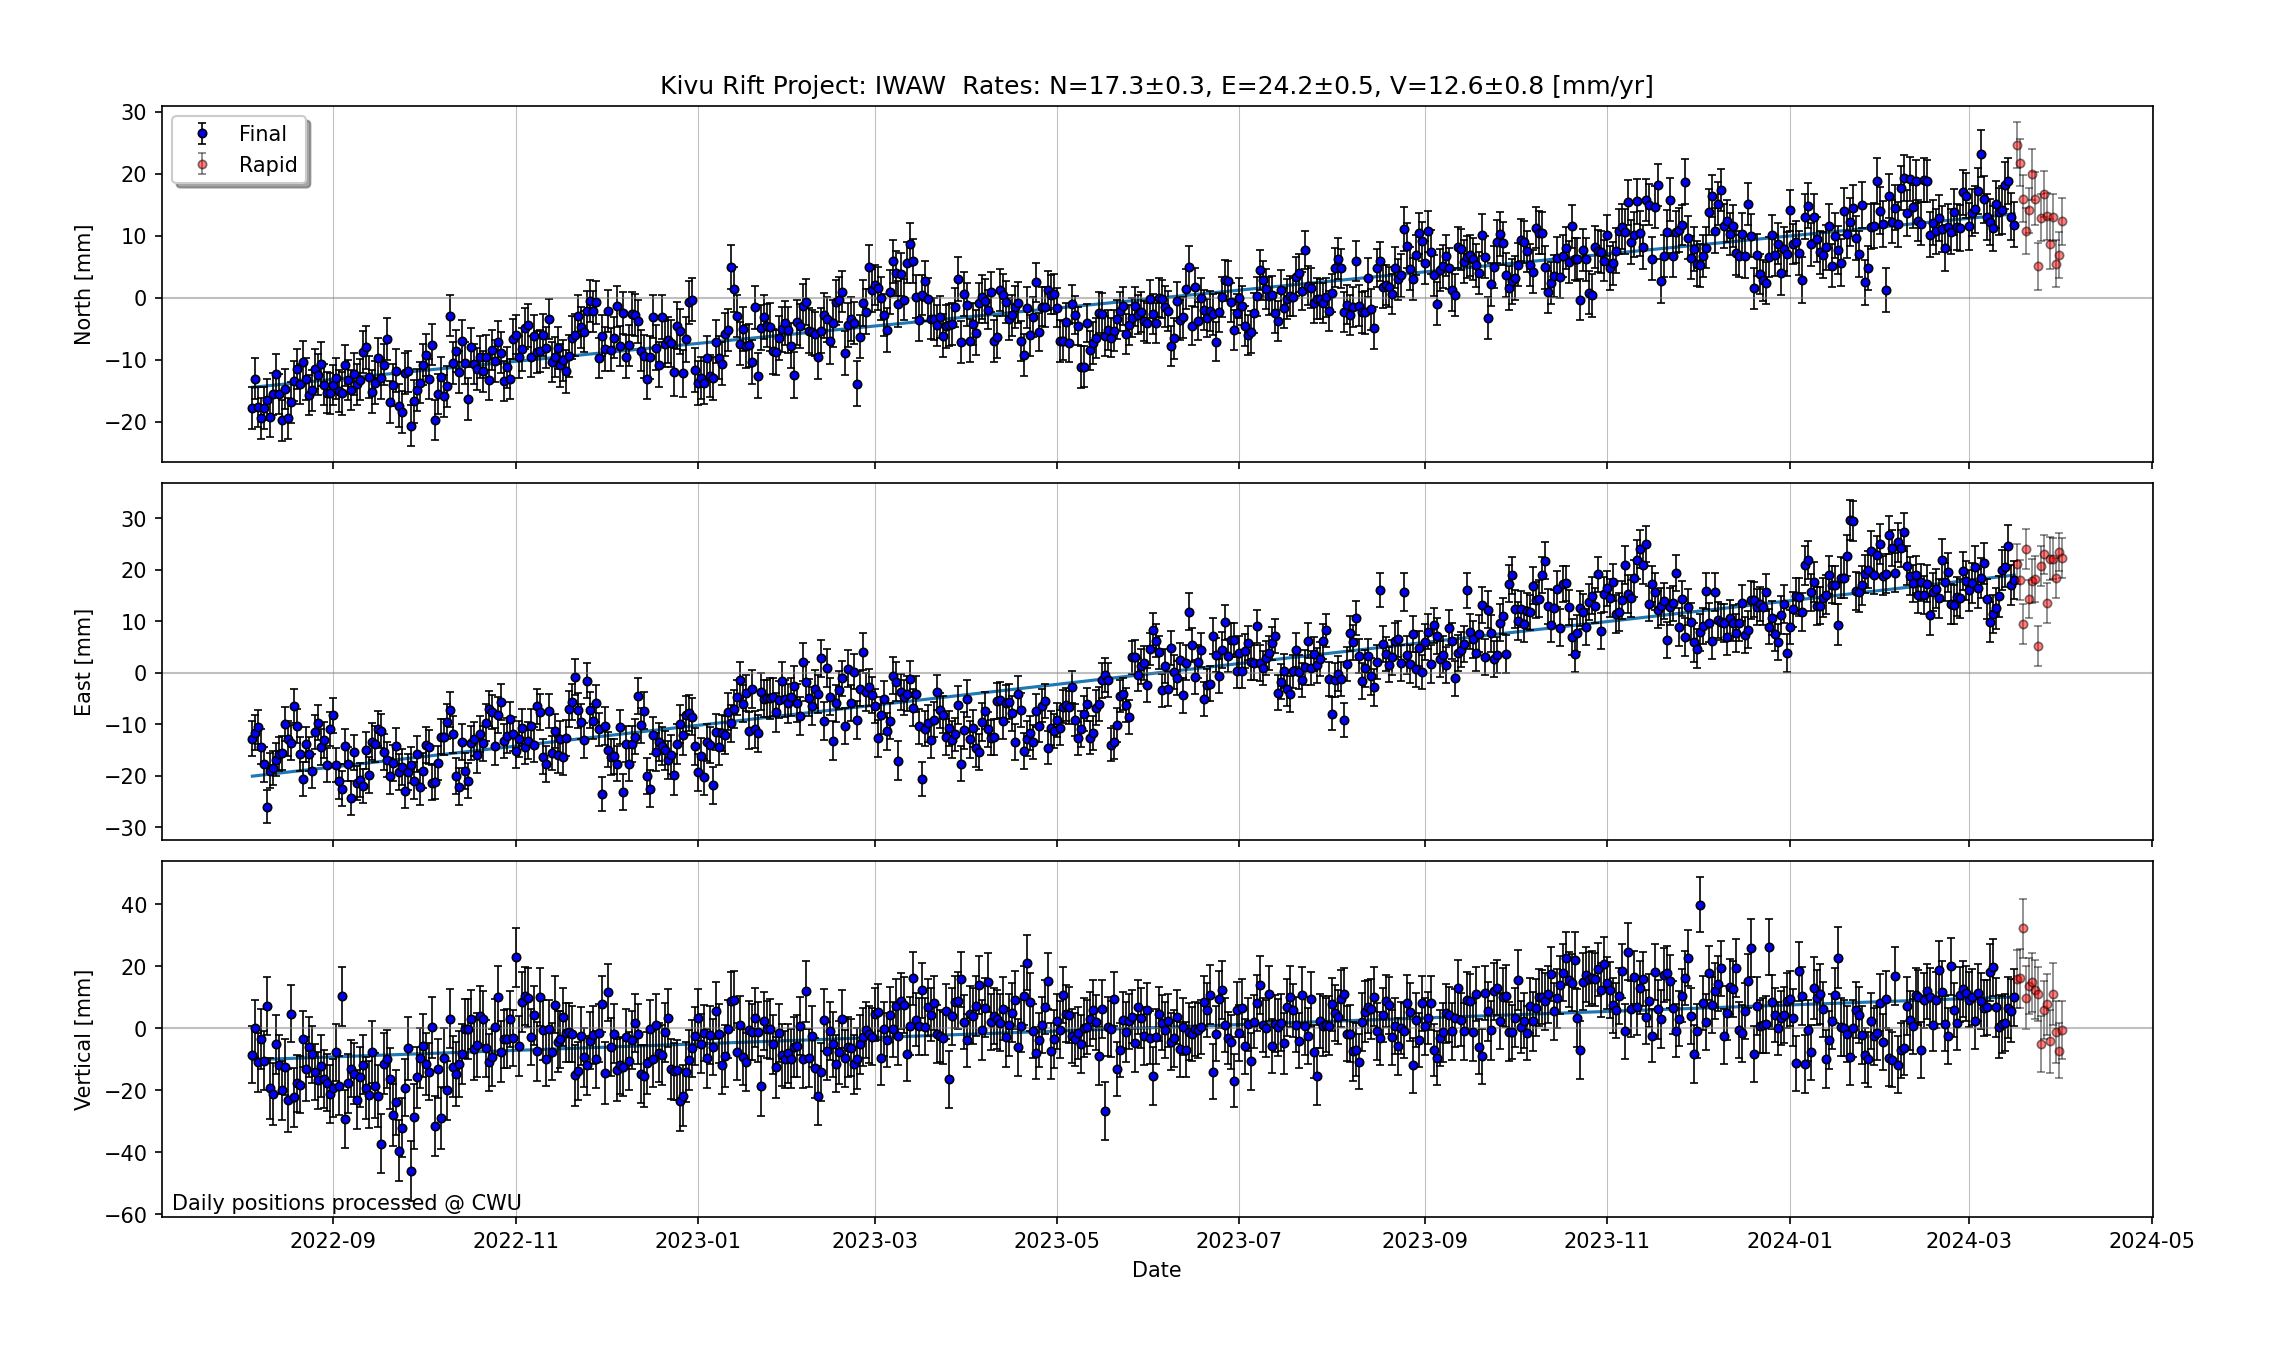 Kivu Rift Project: IWAW  Rates: N=17.3±0.3, E=24.2±0.5, V=12.6±0.8 [mm/yr]
30
20
10
0
−10
−20
North [mm]
Final
Rapid
30
20
10
0
−10
−20
−30
East [mm]
40
20
0
−20
−40
−60
Vertical [mm]
Daily positions processed @ CWU
2022-09 2022-11 2023-01 2023-03 2023-05 2023-07 2023-09 2023-11 2024-01 2024-03 2024-05
Date